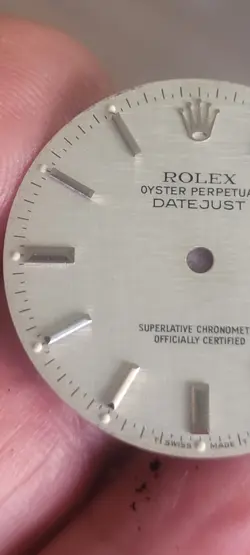 ROLEX
OYSTER PERPETUA
DATEJUST
SUPERLATIVE CHRONOMET
OFFICIALLY CERTIFIED
T SWISS MADE T